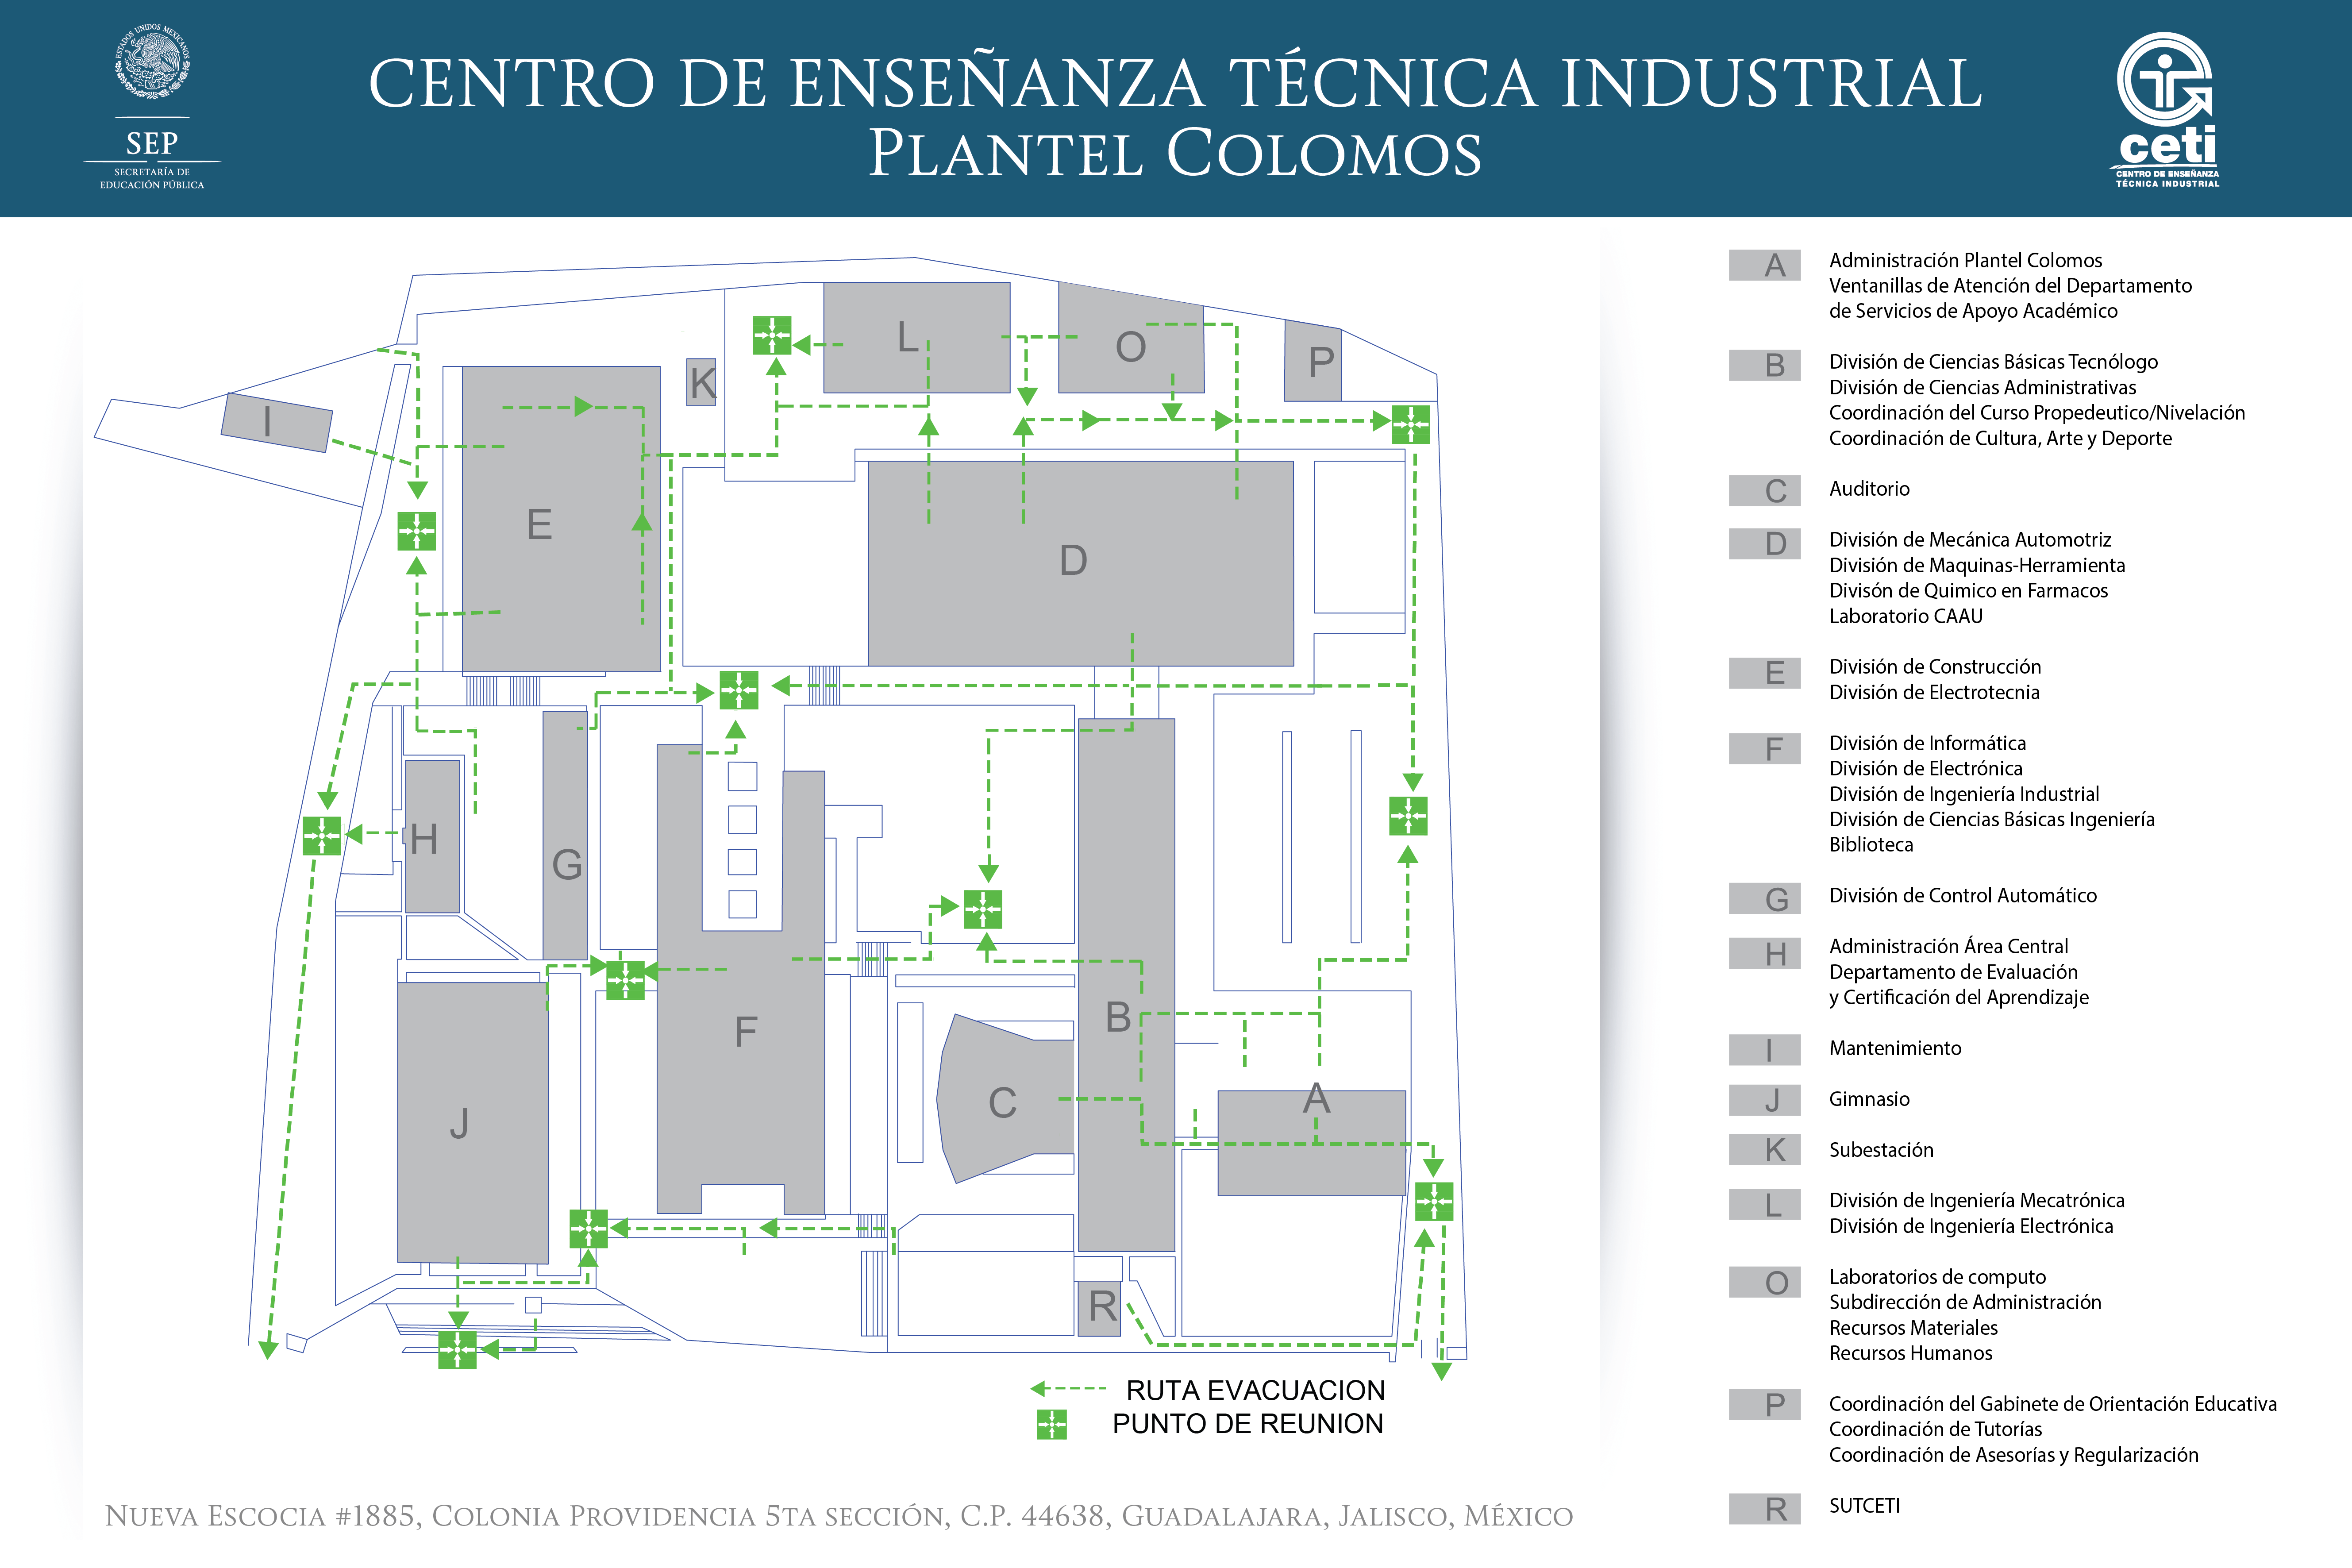 ESTADOS UNIDOS MEXICANOS
SEP
SECRETARÍA DE
EDUCACIÓN PÚBLICA
CENTRO DE ENSEÑANZA TÉCNICA INDUSTRIAL
PLANTEL COLOMOS
ceti
CENTRO DE ENSEÑANZA
TÉCNICA INDUSTRIAL
L
O
P
K
I
E
D
H
G
F
B
C
A
J
R
RUTA EVACUACION
PUNTO DE REUNION
A
Administración Plantel Colomos
Ventanillas de Atención del Departamento
de Servicios de Apoyo Académico
B
División de Ciencias Básicas Tecnólogo
División de Ciencias Administrativas
Coordinación del Curso Propedeutico/Nivelación
Coordinación de Cultura, Arte y Deporte
C
Auditorio
D
División de Mecánica Automotriz
División de Maquinas-Herramienta
Divisón de Quimico en Farmacos
Laboratorio CAAU
E
División de Construcción
División de Electrotecnia
F
División de Informática
División de Electrónica
División de Ingeniería Industrial
División de Ciencias Básicas Ingeniería
Biblioteca
G
División de Control Automático
H
Administración Área Central
Departamento de Evaluación
y Certificación del Aprendizaje
I
Mantenimiento
J
Gimnasio
K
Subestación
L
División de Ingeniería Mecatrónica
División de Ingeniería Electrónica
O
Laboratorios de computo
Subdirección de Administración
Recursos Materiales
Recursos Humanos
P
Coordinación del Gabinete de Orientación Educativa
Coordinación de Tutorías
Coordinación de Asesorías y Regularización
R
SUTCETI
NUEVA ESCOCIA #1885, COLONIA PROVIDENCIA 5TA SECCIÓN, C.P. 44638, GUADALAJARA, JALISCO, MÉXICO